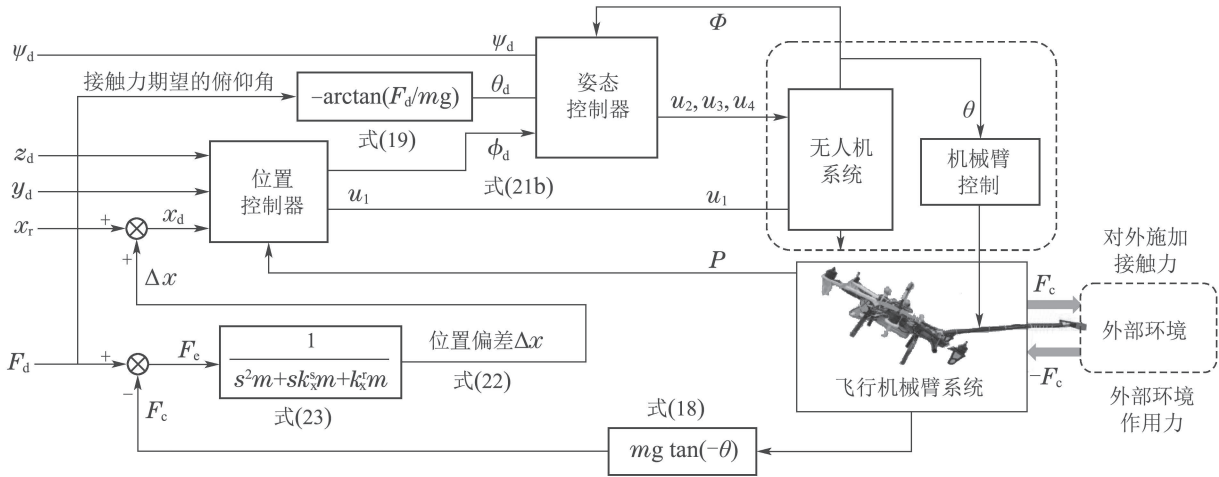 Φ
ψd
ψd
接触力期望的俯仰角
–arctan(Fd/mg)
θd
式(19)
姿态
控制器
u2, u3, u4
无人机
系统
θ
机械臂
控制
zd
yd
xr
+
+
xd
Δx
位置
控制器
ϕd
式(21b)
u1
u1
P
对外施加
接触力
Fc
外部环境
–Fc
外部环境
作用力
飞行机械臂系统
Fd
+
–
Fe
Fc
1
s²m+skₓˢm+kₓʳm
式(23)
位置偏差Δx
式(22)
式(18)
mg tan(–θ)